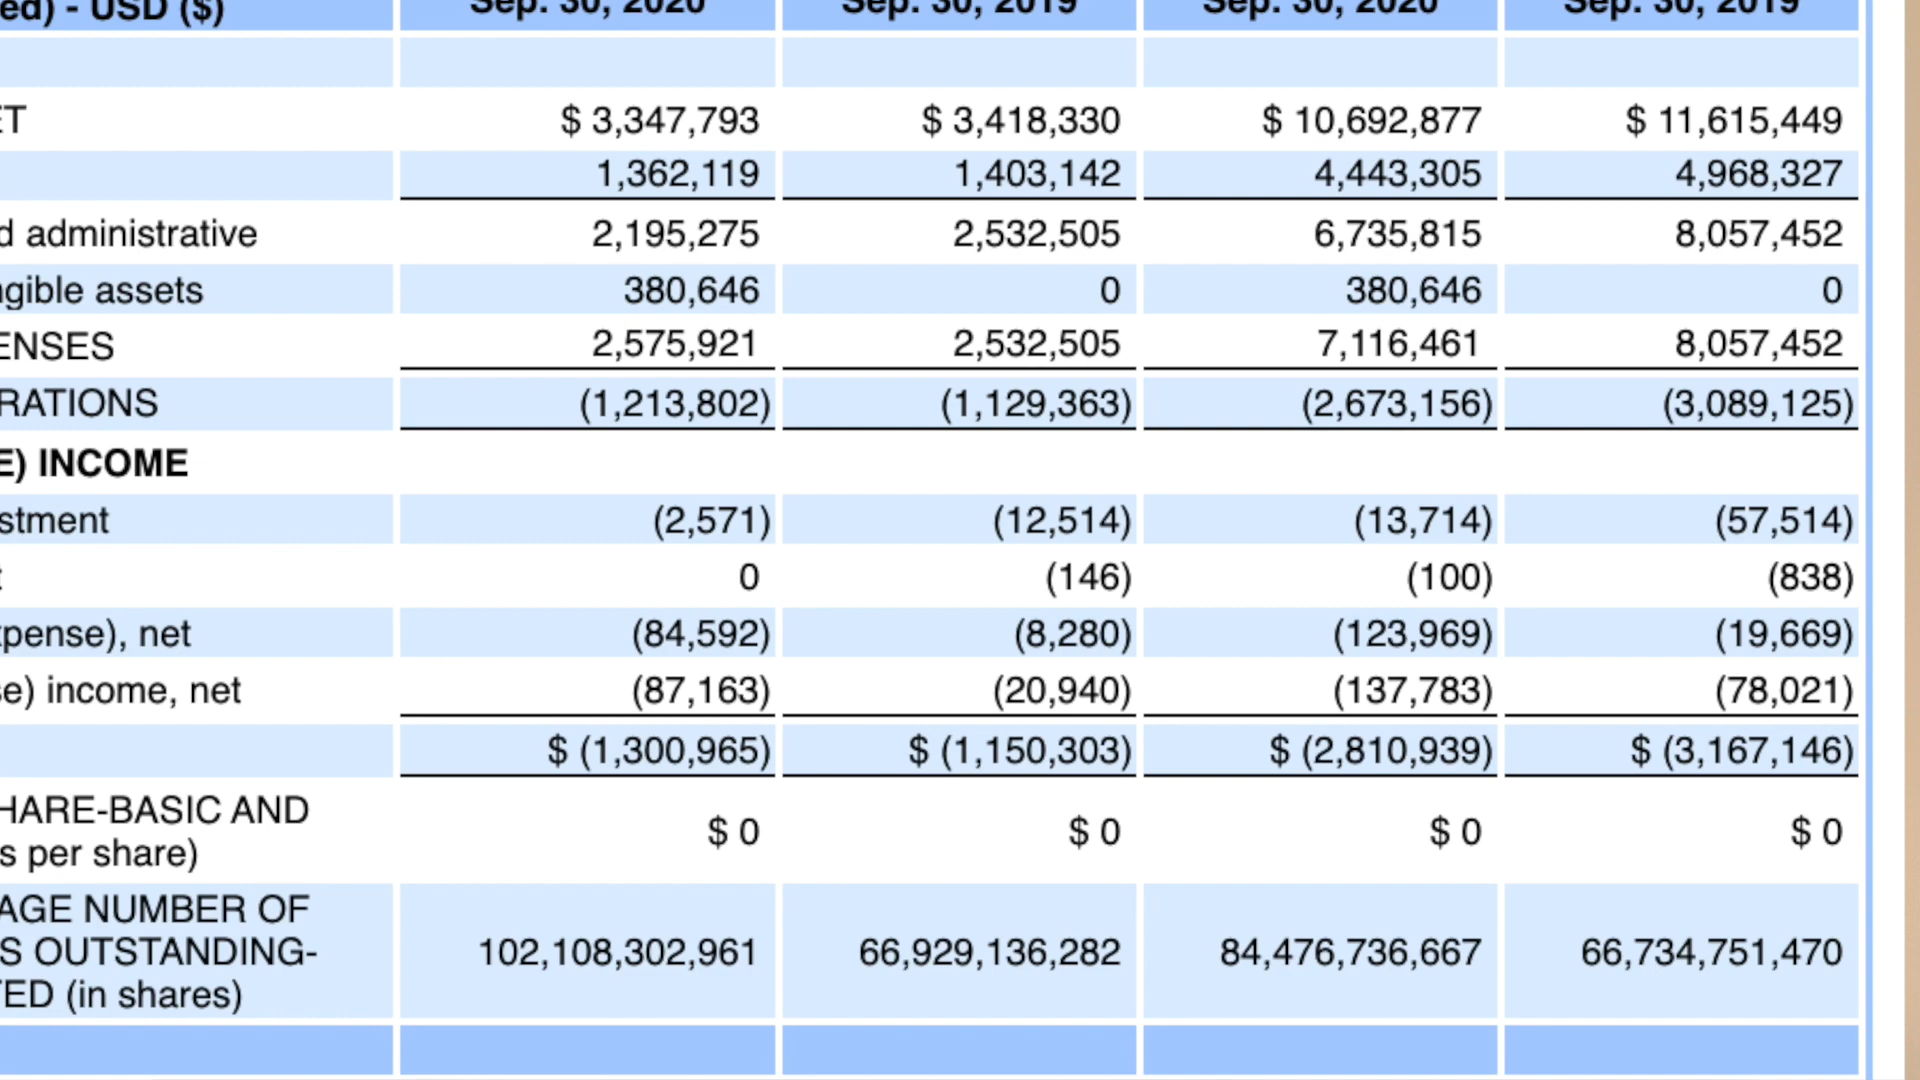 ed) - USD ($) Sep. 30, 2020 Sep. 30, 2019 Sep. 30, 2020 Sep. 30, 2019
ET $ 3,347,793 $ 3,418,330 $ 10,692,877 $ 11,615,449
1,362,119 1,403,142 4,443,305 4,968,327
d administrative 2,195,275 2,532,505 6,735,815 8,057,452
ngible assets 380,646 0 380,646 0
ENSES 2,575,921 2,532,505 7,116,461 8,057,452
RATIONS (1,213,802) (1,129,363) (2,673,156) (3,089,125)
E) INCOME
stment (2,571) (12,514) (13,714) (57,514)
t 0 (146) (100) (838)
xpense), net (84,592) (8,280) (123,969) (19,669)
se) income, net (87,163) (20,940) (137,783) (78,021)
$ (1,300,965) $ (1,150,303) $ (2,810,939) $ (3,167,146)
HARE-BASIC AND
s per share) $ 0 $ 0 $ 0 $ 0
AGE NUMBER OF
S OUTSTANDING- 102,108,302,961 66,929,136,282 84,476,736,667 66,734,751,470
TED (in shares)